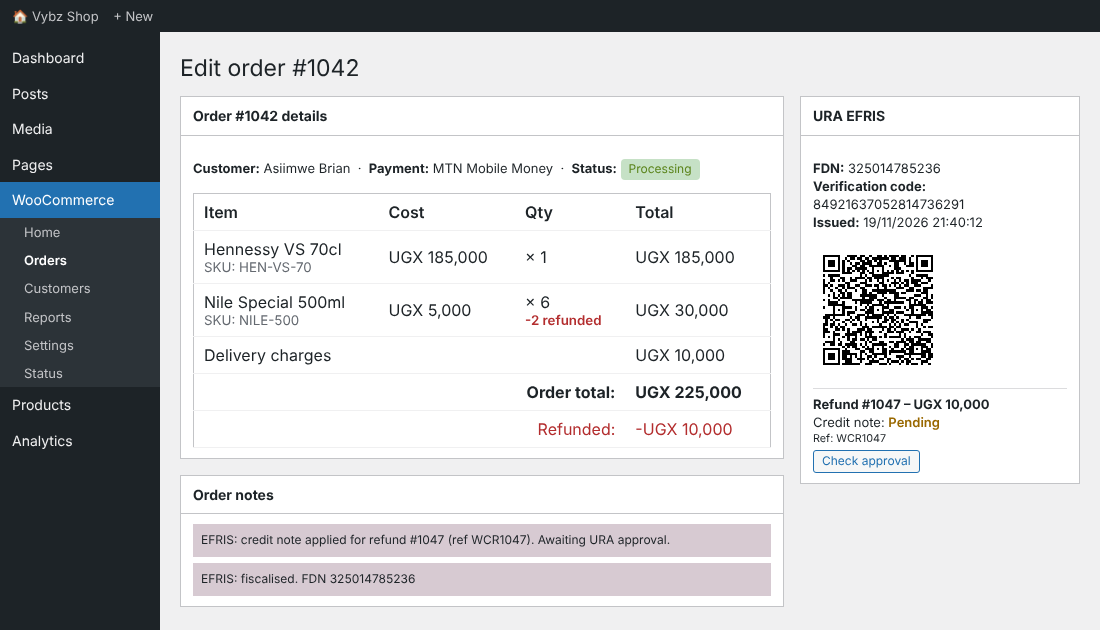 Vybz Shop + New
Dashboard
Posts
Media
Pages
WooCommerce
Home
Orders
Customers
Reports
Settings
Status
Products
Analytics
Edit order #1042
Order #1042 details
Customer: Asiimwe Brian · Payment: MTN Mobile Money · Status: Processing
Item Cost Qty Total
Hennessy VS 70cl UGX 185,000 × 1 UGX 185,000
SKU: HEN-VS-70
Nile Special 500ml UGX 5,000 × 6 UGX 30,000
SKU: NILE-500 -2 refunded
Delivery charges UGX 10,000
Order total: UGX 225,000
Refunded: -UGX 10,000
Order notes
EFRIS: credit note applied for refund #1047 (ref WCR1047). Awaiting URA approval.
EFRIS: fiscalised. FDN 325014785236
URA EFRIS
FDN: 325014785236
Verification code:
84921637052814736291
Issued: 19/11/2026 21:40:12
Refund #1047 – UGX 10,000
Credit note: Pending
Ref: WCR1047
Check approval